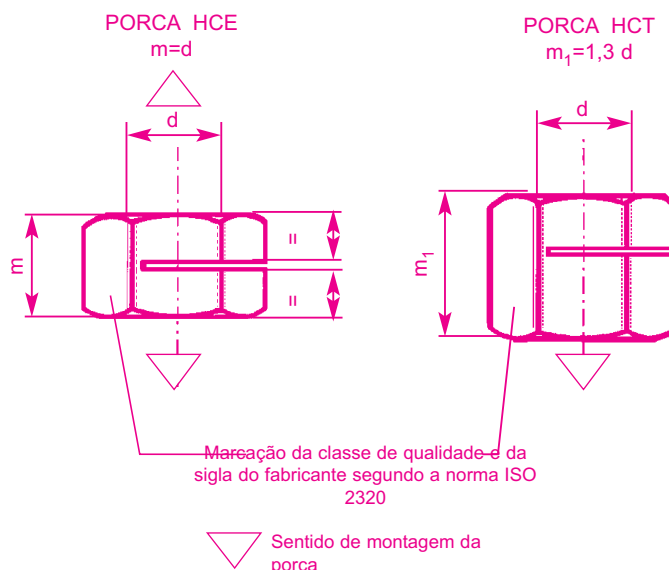 PORCA HCE
m=d
PORCA HCT
m₁=1,3 d
d
d
m
=
=
m₁
Marcação da classe de qualidade e da
sigla do fabricante segundo a norma ISO
2320
Sentido de montagem da
porca